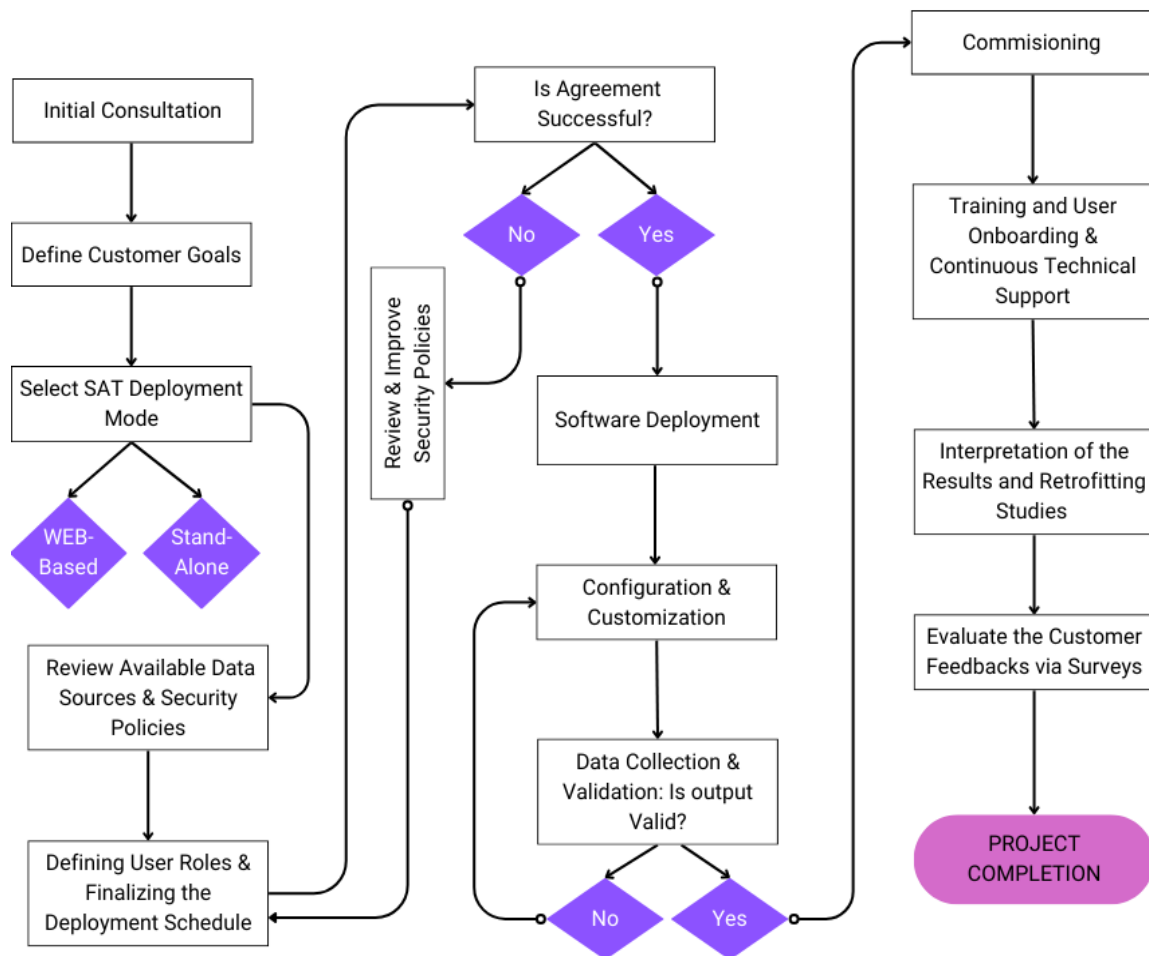 Initial Consultation
Define Customer Goals
Select SAT Deployment
Mode
WEB-
Based
Stand-
Alone
Review Available Data
Sources & Security
Policies
Defining User Roles &
Finalizing the
Deployment Schedule
Is Agreement
Successful?
No
Yes
Review & Improve
Security Policies
Software Deployment
Configuration &
Customization
Data Collection &
Validation: Is output
Valid?
No
Yes
Commisioning
Training and User
Onboarding &
Continuous Technical
Support
Interpretation of the
Results and Retrofitting
Studies
Evaluate the Customer
Feedbacks via Surveys
PROJECT
COMPLETION